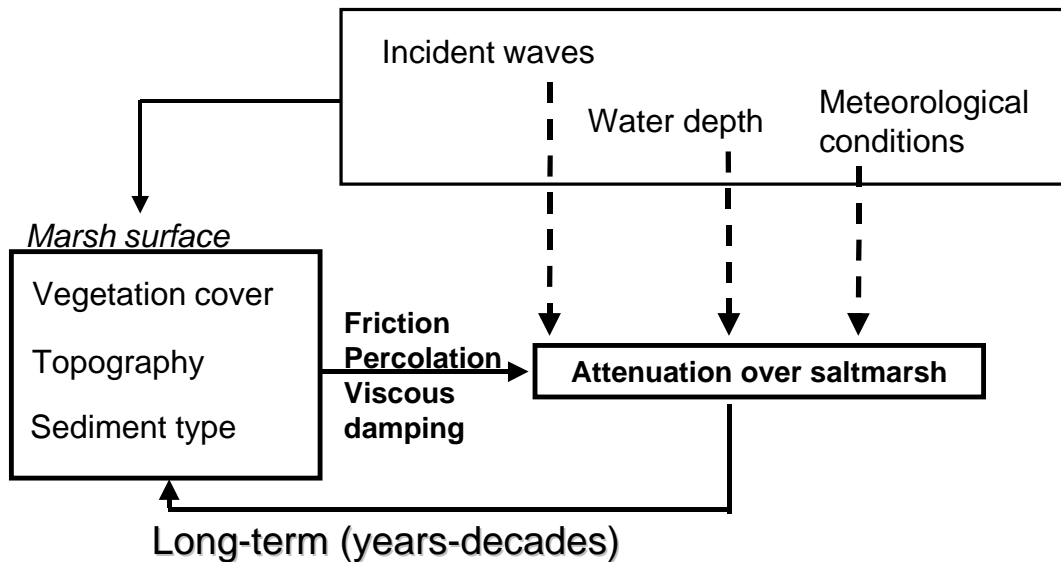 Incident waves
Water depth
Meteorological
conditions
Marsh surface
Vegetation cover
Topography
Sediment type
Friction
Percolation
Viscous
damping
Attenuation over saltmarsh
Long-term (years-decades)